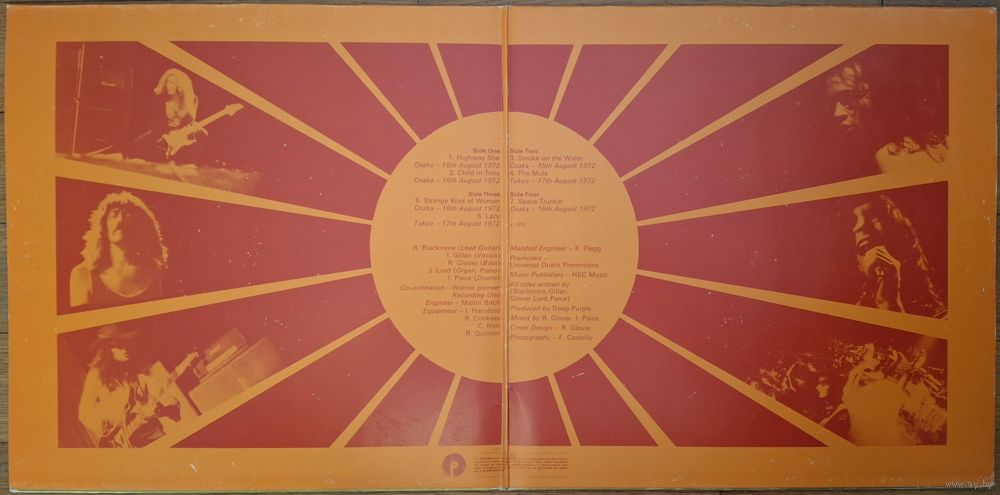 Side One
1. Highway Star
Osaka – 16th August 1972
2. Child in Time
Osaka – 16th August 1972
Side Three
5. Strange Kind of Woman
Osaka – 16th August 1972
6. Lazy
Tokyo – 17th August 1972
R. Blackmore (Lead Guitar)
I. Gillan (Vocals)
R. Glover (Bass)
J. Lord (Organ, Piano)
I. Paice (Drums)
Co-ordination – Warner pioneer
Recording Unit
Engineer – Martin Birch
Equipment – I. Hansford
R. Cooksey
C. Hart
R. Quinton
Side Two
3. Smoke on the Water
Osaka – 15th August 1972
4. The Mule
Tokyo – 17th August 1972
Side Four
7. Space Truckin'
Osaka – 16th August 1972
Marshall Engineer – K. Flegg
Promoters –
Universal Orient Promotions
Music Publishers – HEC Music
All titles written by
(Blackmore, Gillan,
Glover, Lord, Paice)
Produced by Deep Purple
Mixed by R. Glover, I. Paice
Cover Design – R. Glover
Photography – F. Costello
P
www.ay.by